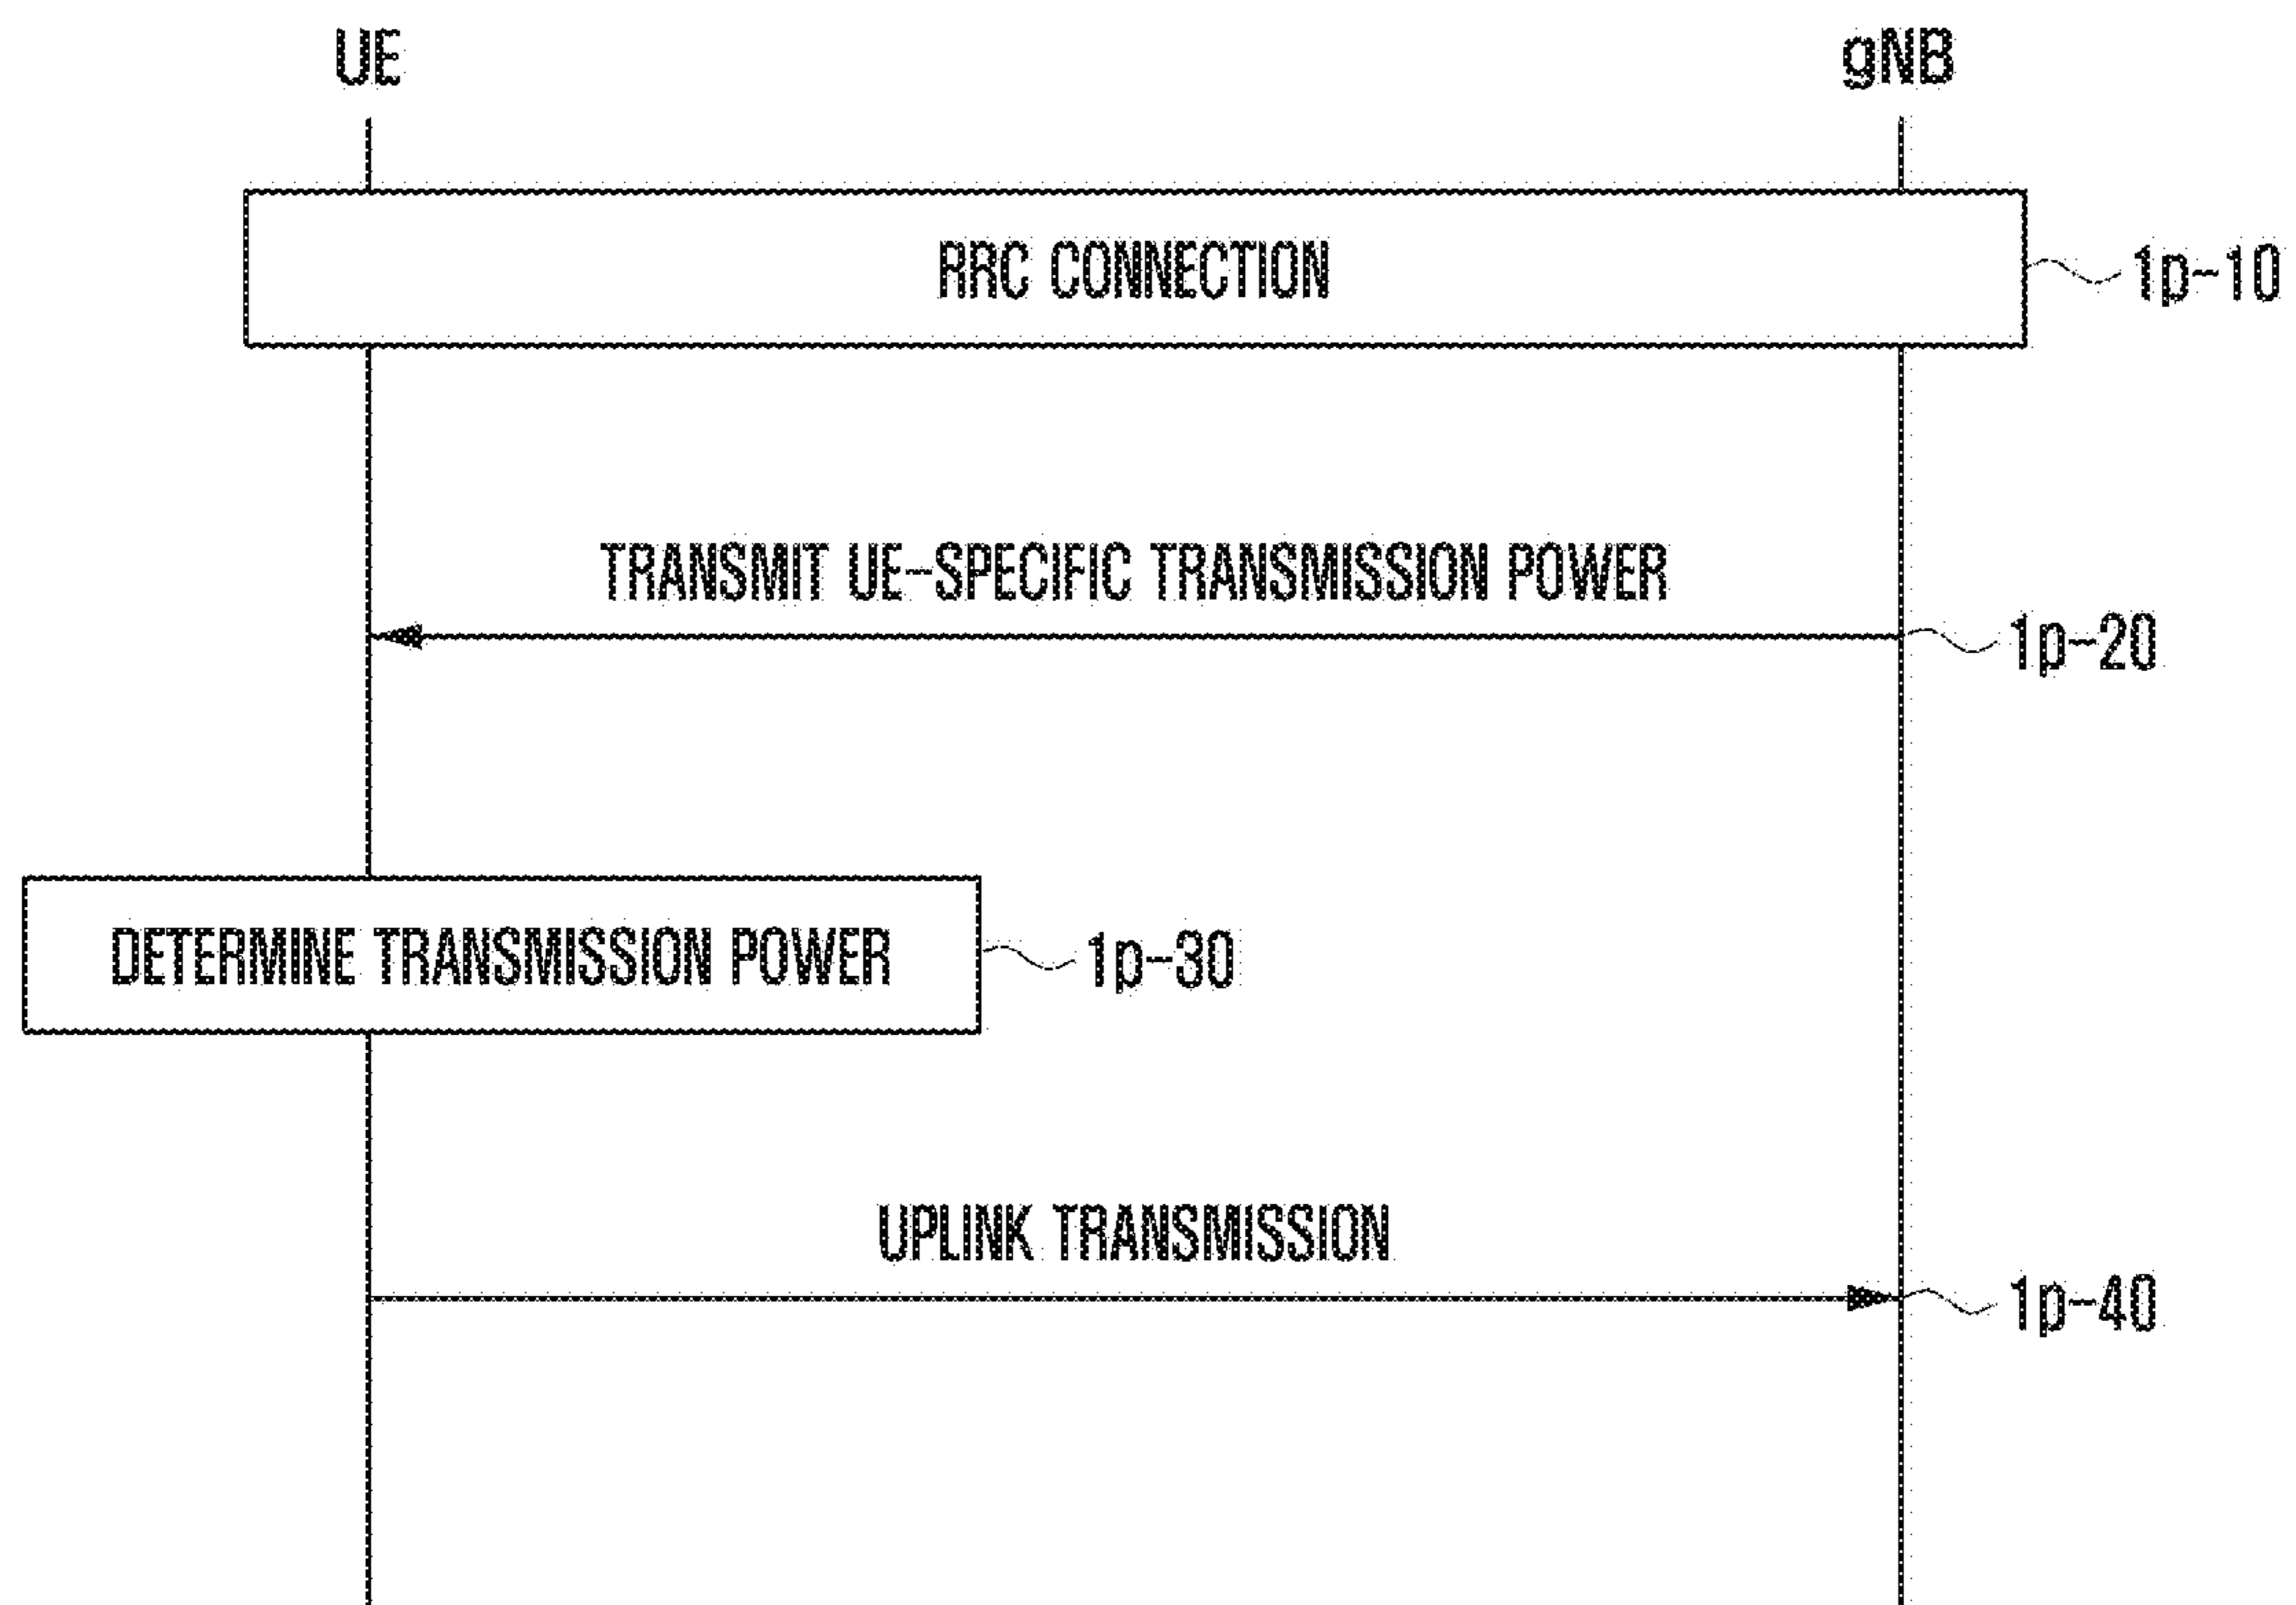 UE
gNB
RRC CONNECTION
1p-10
TRANSMIT UE-SPECIFIC TRANSMISSION POWER
1p-20
DETERMINE TRANSMISSION POWER
1p-30
UPLINK TRANSMISSION
1p-40